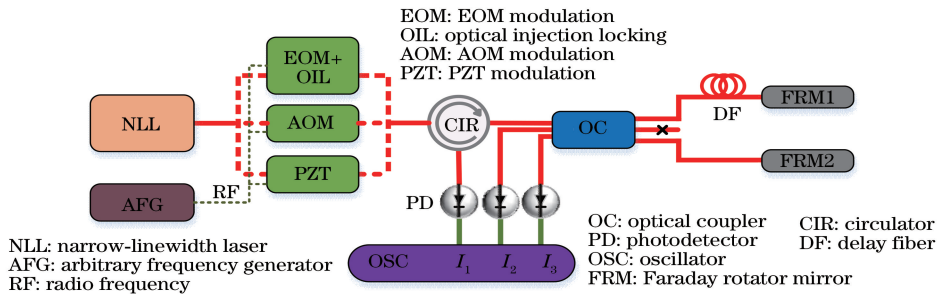 EOM: EOM modulation
OIL: optical injection locking
AOM: AOM modulation
PZT: PZT modulation
EOM+
OIL
NLL
AOM
CIR
OC
DF
FRM1
PZT
FRM2
AFG
RF
PD
OSC I1 I2 I3
NLL: narrow-linewidth laser
AFG: arbitrary frequency generator
RF: radio frequency
OC: optical coupler
PD: photodetector
OSC: oscillator
FRM: Faraday rotator mirror
CIR: circulator
DF: delay fiber